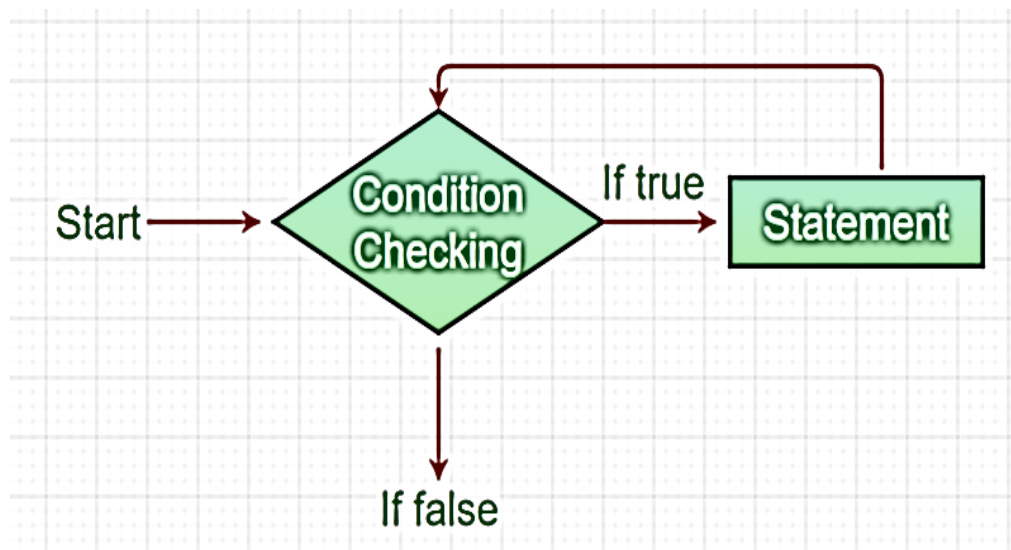 If true
Start
Condition
Checking
Statement
If false